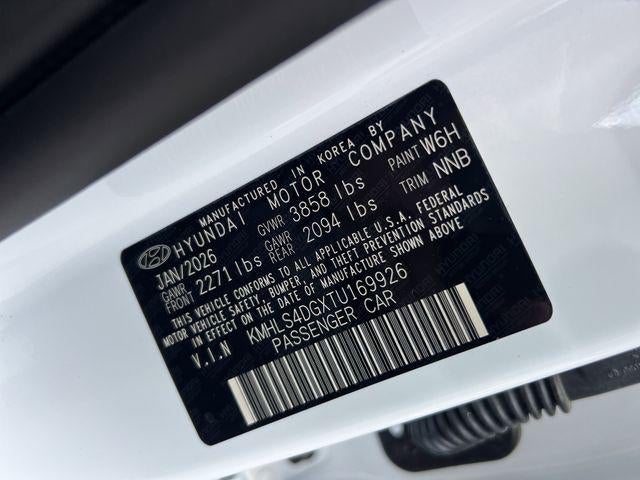 MANUFACTURED IN KOREA BY
HYUNDAI MOTOR COMPANY
JAN/2026 GVWR 3858 lbs PAINT W6H
GAWR FRONT 2271 lbs GAWR REAR 2094 lbs TRIM NNB
THIS VEHICLE CONFORMS TO ALL APPLICABLE U.S.A. FEDERAL
MOTOR VEHICLE SAFETY, BUMPER, AND THEFT PREVENTION STANDARDS
IN EFFECT ON THE DATE OF MANUFACTURE SHOWN ABOVE
V.I.N KMHLS4DGXTU169926
PASSENGER CAR